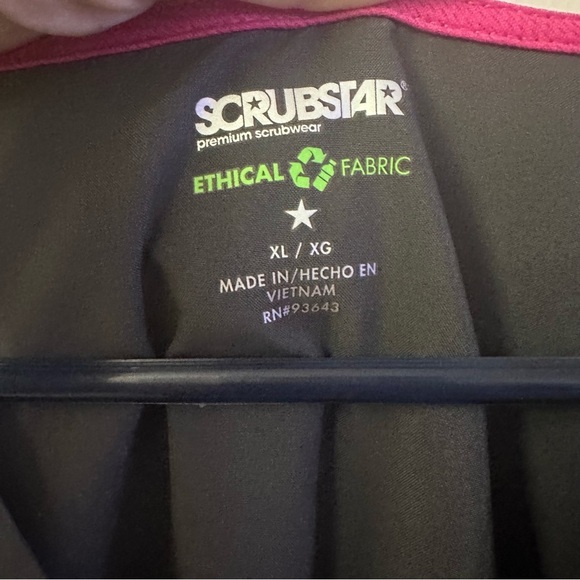 SCRUBSTAR®
premium scrubwear
ETHICAL FABRIC
XL / XG
MADE IN/HECHO EN
VIETNAM
RN#93643